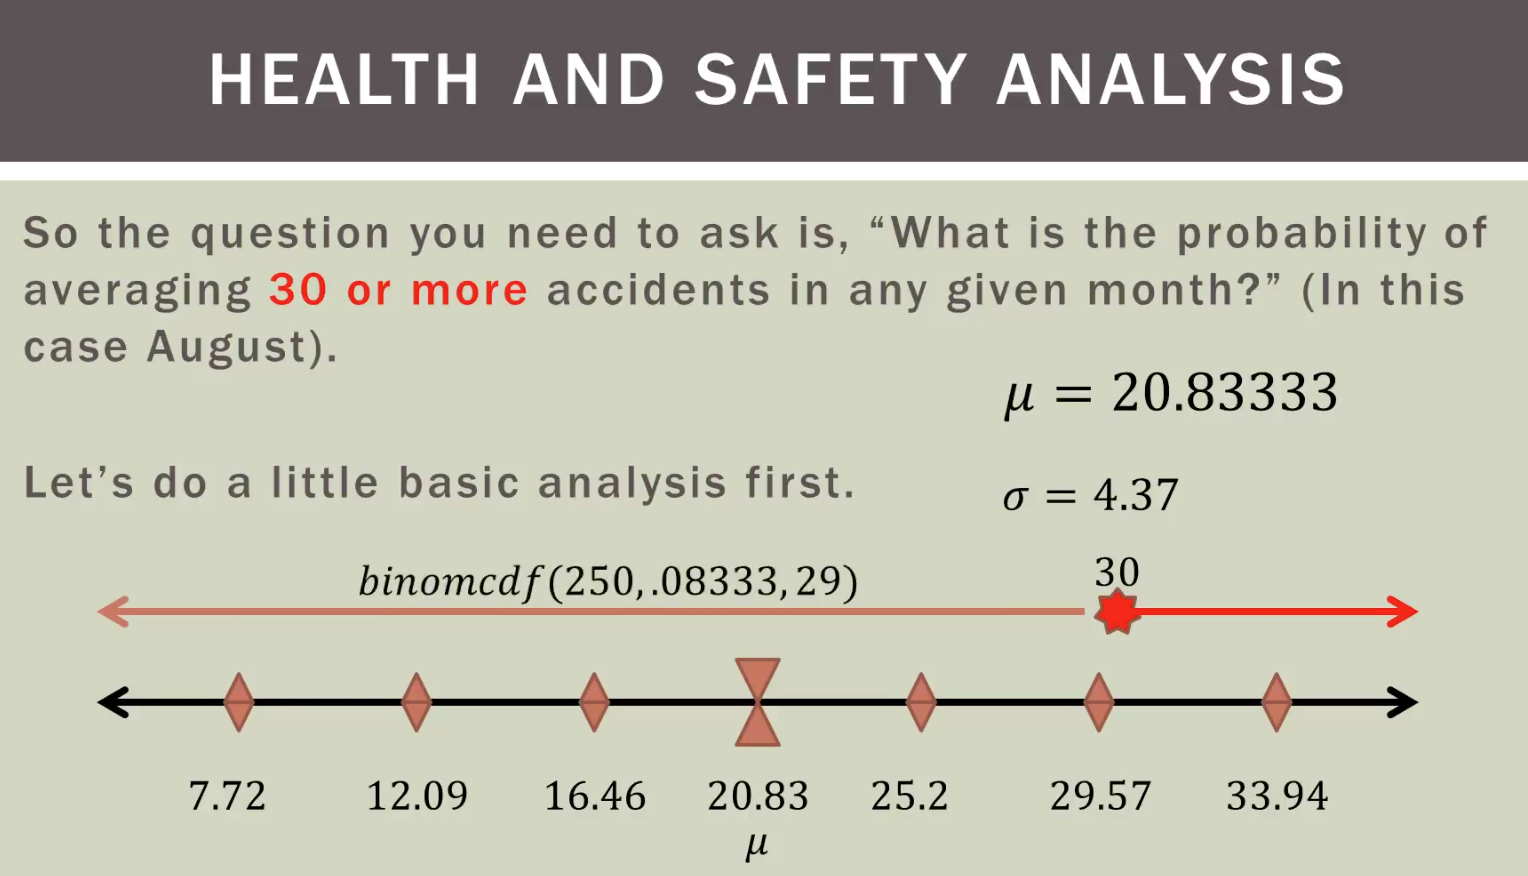 HEALTH AND SAFETY ANALYSIS
So the question you need to ask is, “What is the probability of
averaging 30 or more accidents in any given month?” (In this
case August).
μ = 20.83333
Let’s do a little basic analysis first.
σ = 4.37
binomcdf(250, .08333, 29)
30
7.72 12.09 16.46 20.83 25.2 29.57 33.94
μ